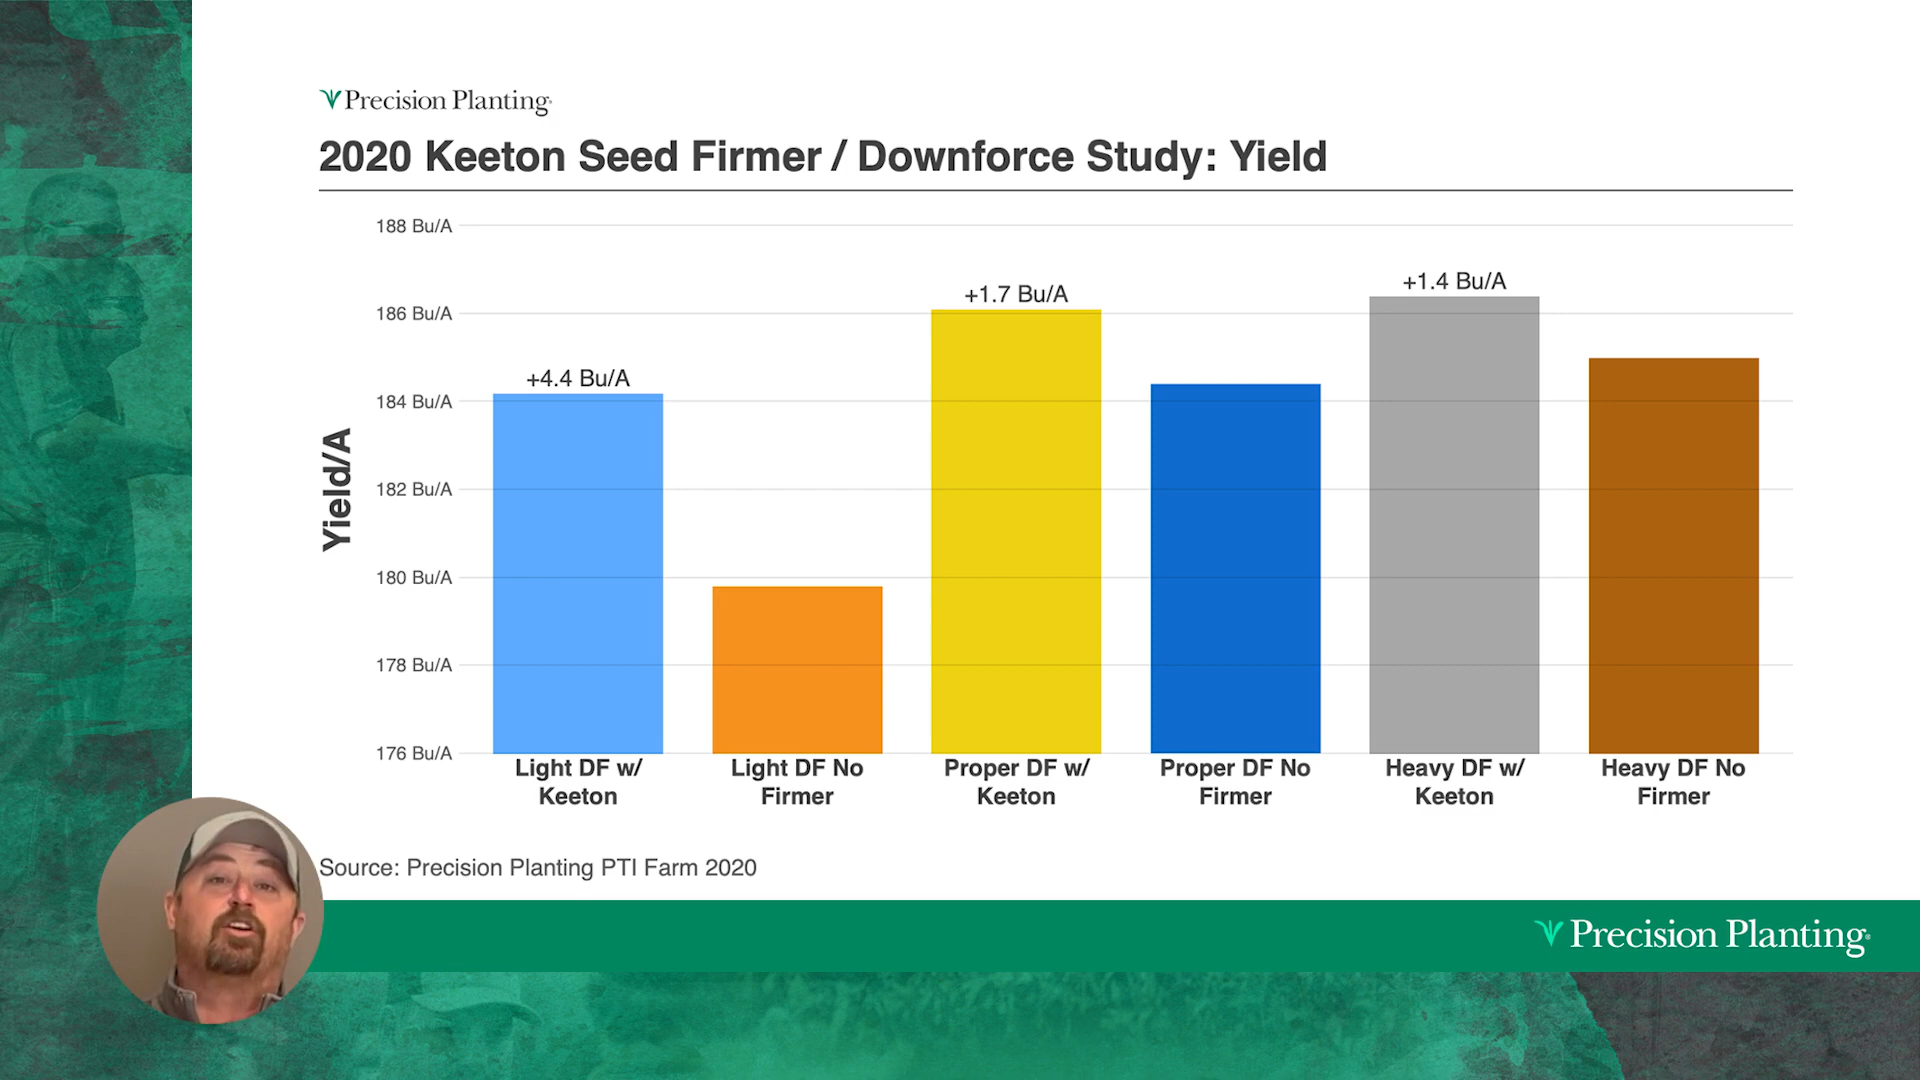 Precision Planting
2020 Keeton Seed Firmer / Downforce Study: Yield
188 Bu/A
186 Bu/A
184 Bu/A
182 Bu/A
180 Bu/A
178 Bu/A
176 Bu/A
Yield/A
+4.4 Bu/A
+1.7 Bu/A
+1.4 Bu/A
Light DF w/
Keeton
Light DF No
Firmer
Proper DF w/
Keeton
Proper DF No
Firmer
Heavy DF w/
Keeton
Heavy DF No
Firmer
Source: Precision Planting PTI Farm 2020
Precision Planting